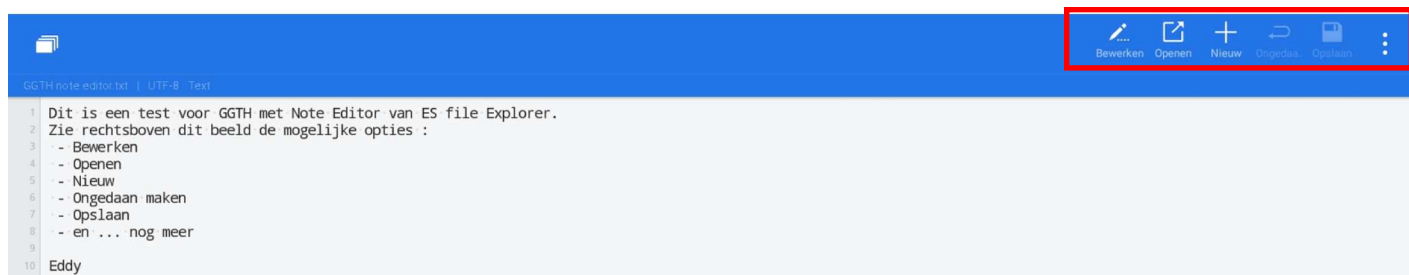 Bewerken Openen Nieuw Ongedaa.. Opslaan
GGTH note editor.txt | UTF-8 Text
1 Dit is een test voor GGTH met Note Editor van ES file Explorer.
2 Zie rechtsboven dit beeld de mogelijke opties :
3 - Bewerken
4 - Openen
5 - Nieuw
6 - Ongedaan maken
7 - Opslaan
8 - en ... nog meer
9
10 Eddy